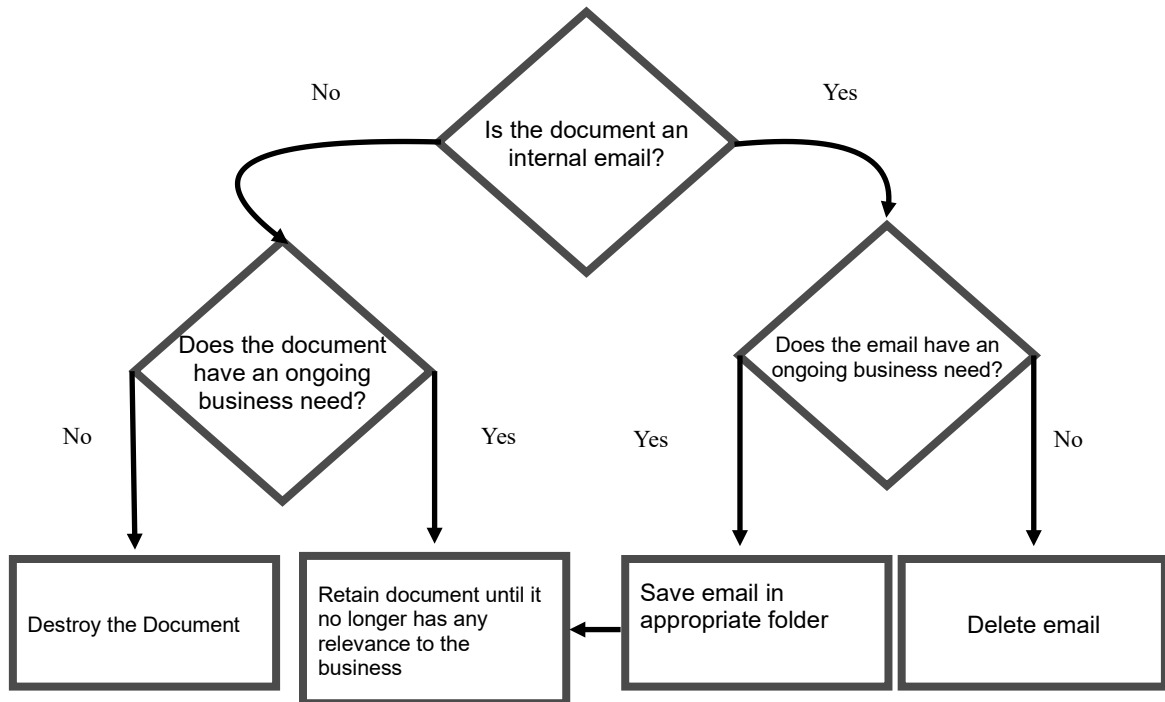 No
Yes
Is the document an
internal email?
Does the document
have an ongoing
business need?
Does the email have an
ongoing business need?
No
Yes
Yes
No
Destroy the Document
Retain document until it
no longer has any
relevance to the
business
Save email in
appropriate folder
Delete email